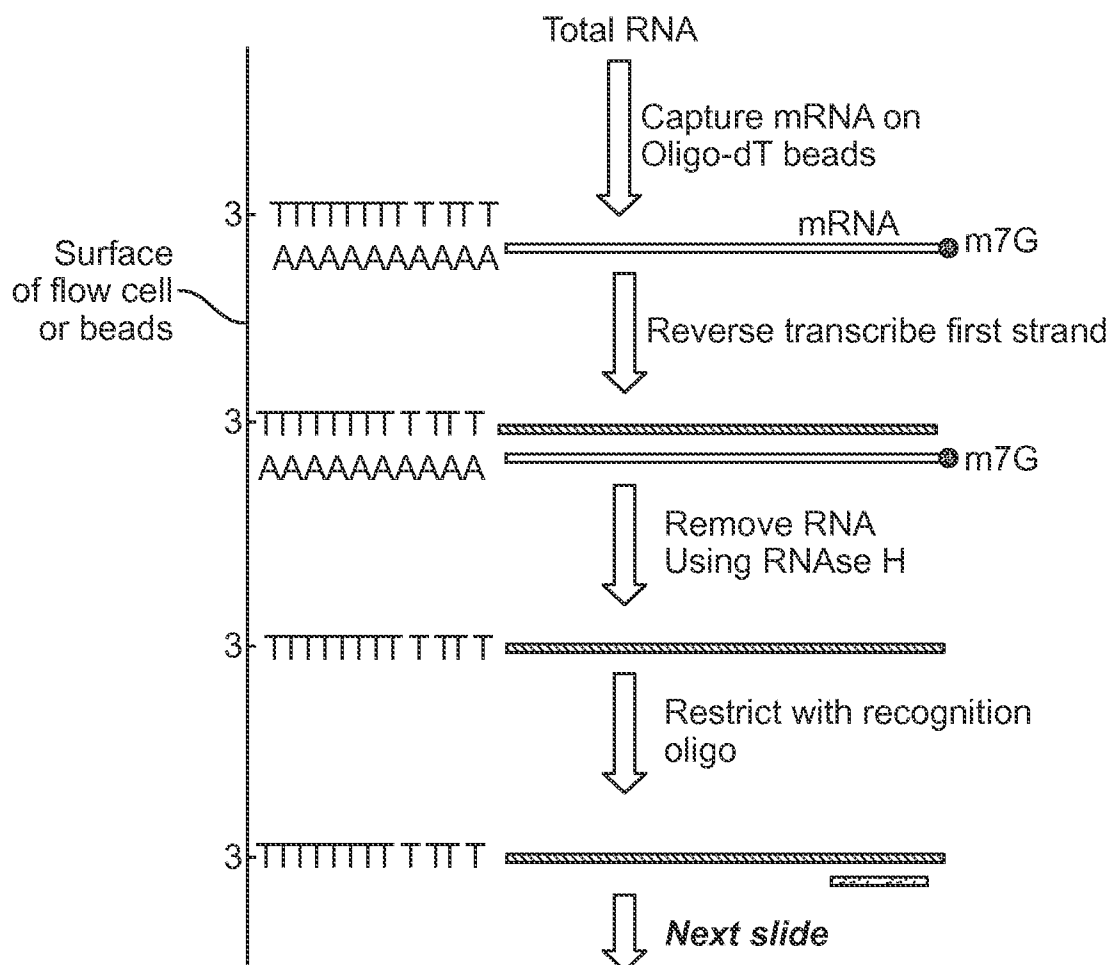 Total RNA
Capture mRNA on
Oligo-dT beads
3- TTTTTTTT T TT T
mRNA
m7G
AAAAAAAAAA
Surface
of flow cell
or beads
Reverse transcribe first strand
3- TTTTTTTT T TT T
AAAAAAAAAA
m7G
Remove RNA
Using RNAse H
3- TTTTTTTT T TT T
Restrict with recognition
oligo
3- TTTTTTTT T TT T
Next slide